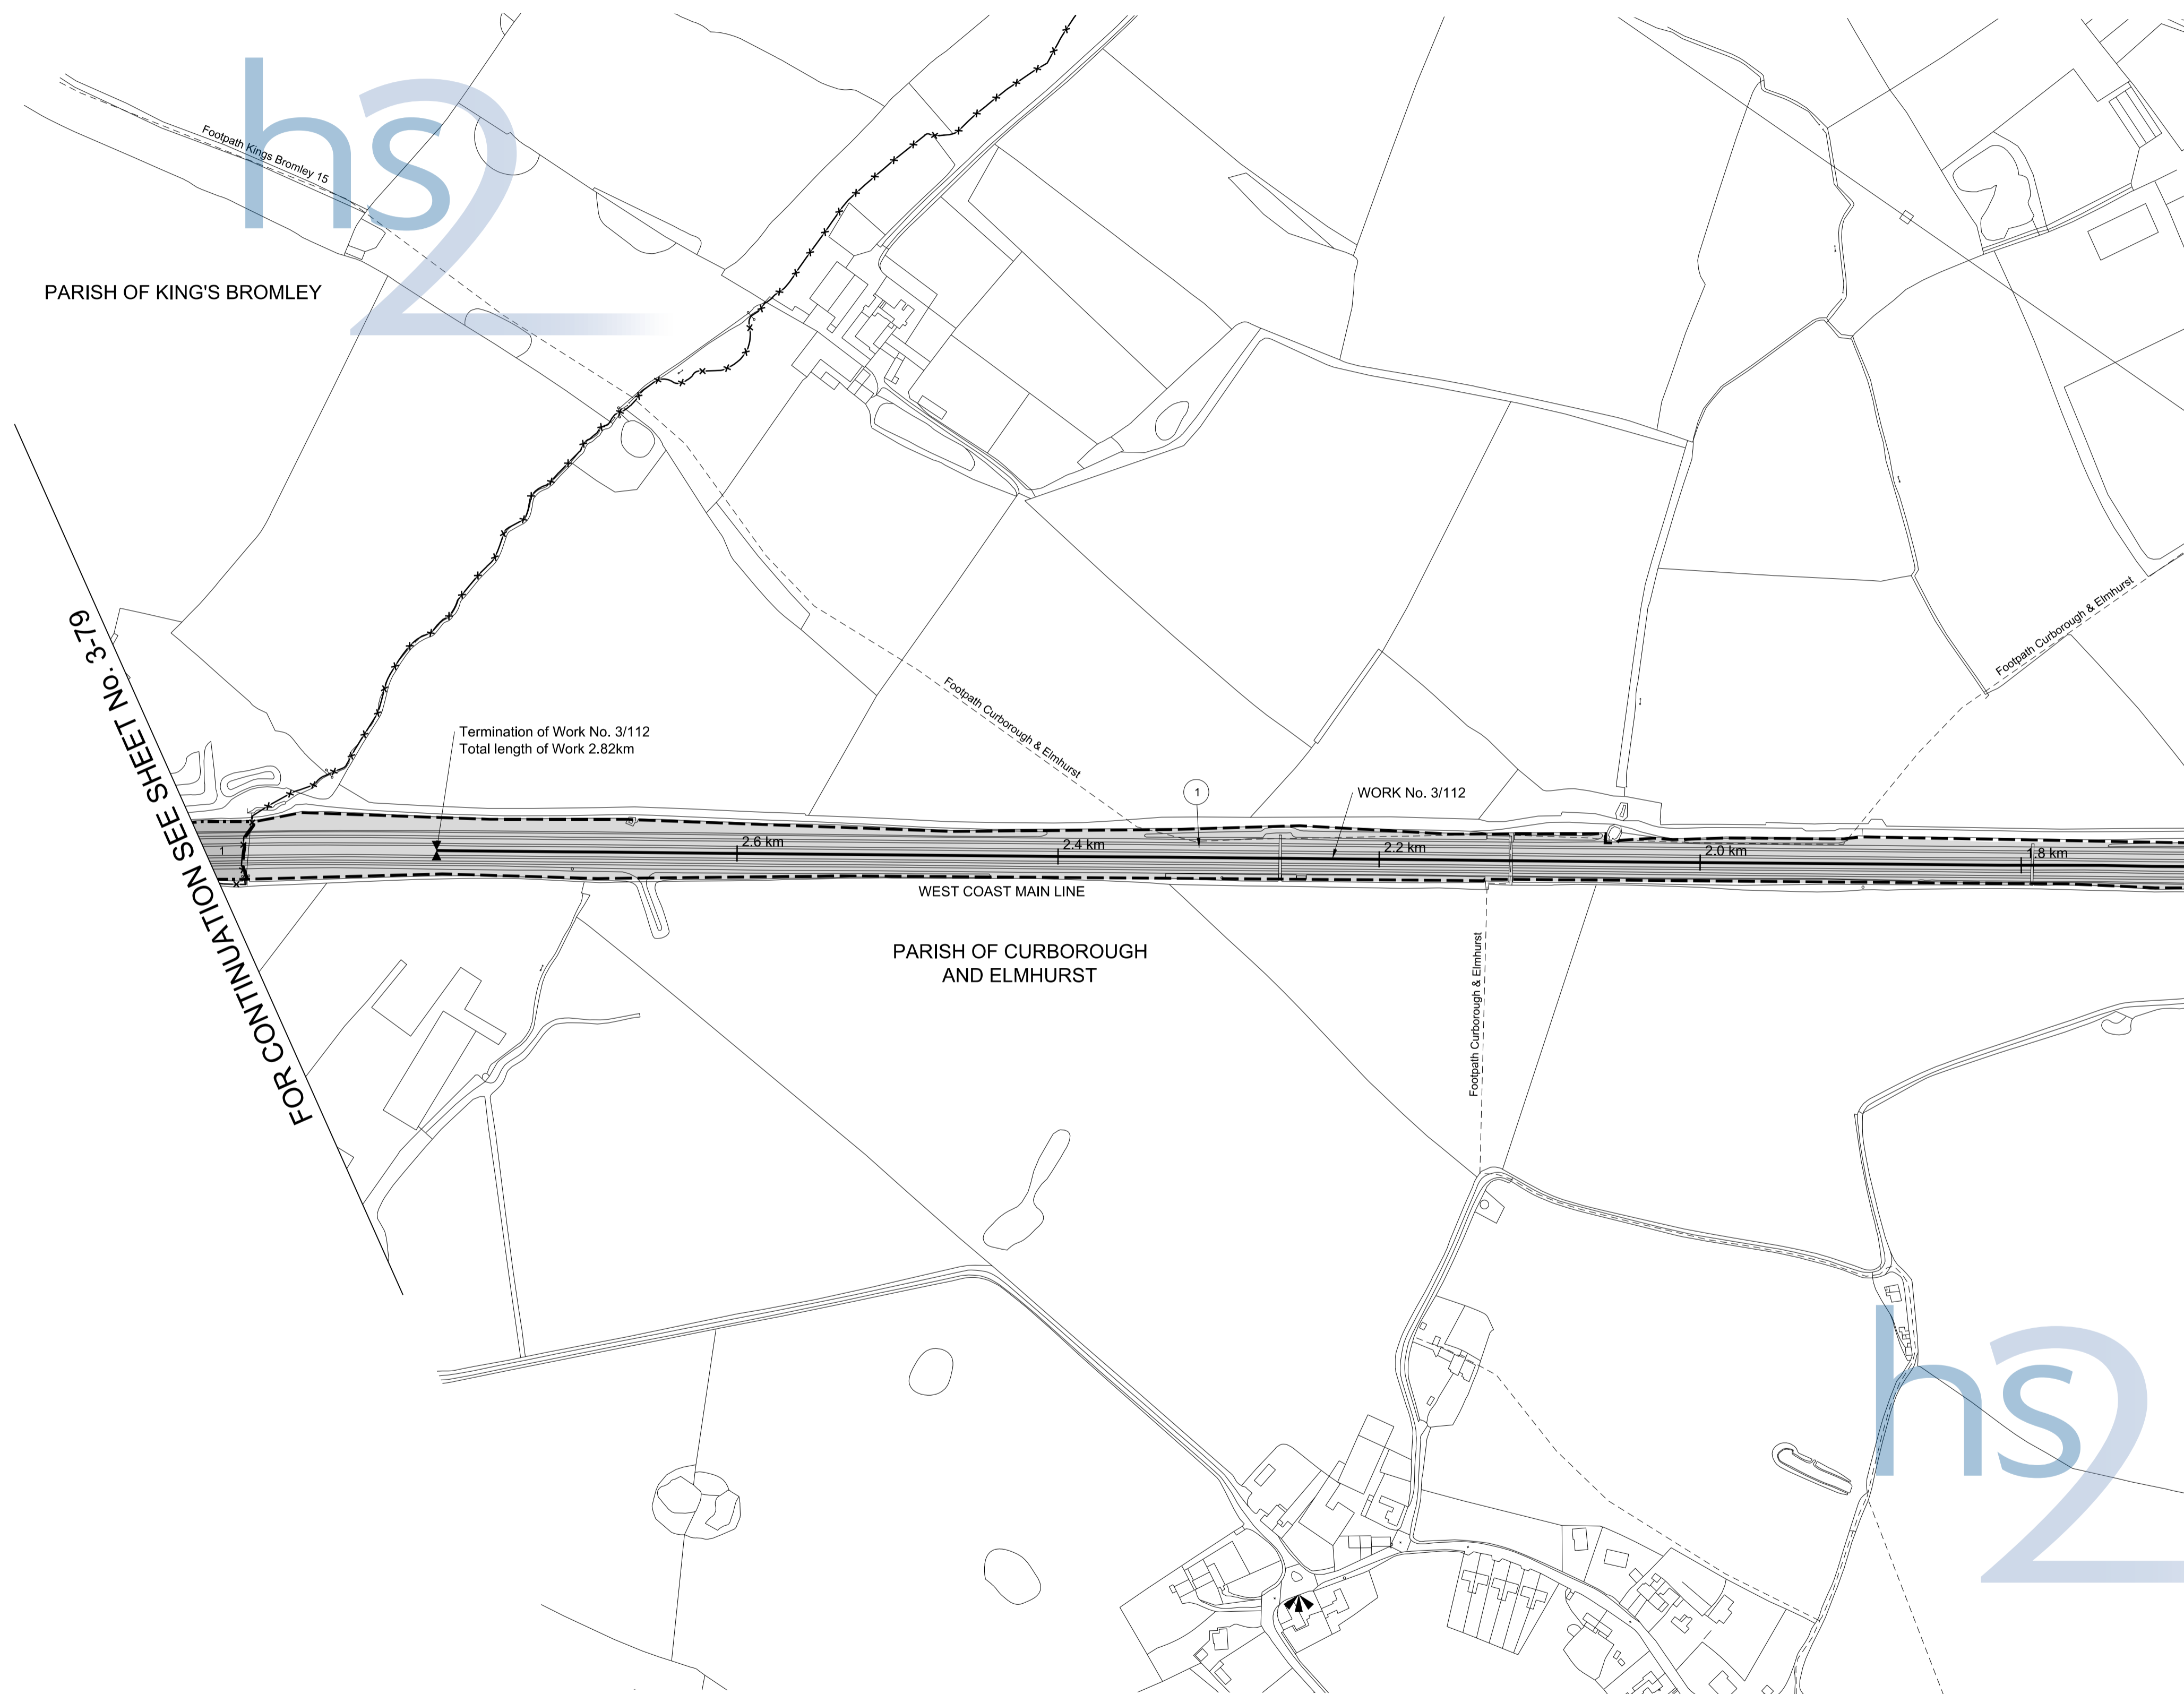 hs2
Footpath Kings Bromley 15
PARISH OF KING'S BROMLEY
FOR CONTINUATION SEE SHEET No. 3-79
Termination of Work No. 3/112
Total length of Work 2.82km
Footpath Curborough & Elmhurst
Footpath Curborough & Elmhurst
1
WORK No. 3/112
1
2.6 km
2.4 km
2.2 km
2.0 km
1.8 km
WEST COAST MAIN LINE
PARISH OF CURBOROUGH
AND ELMHURST
Footpath Curborough & Elmhurst
hs2